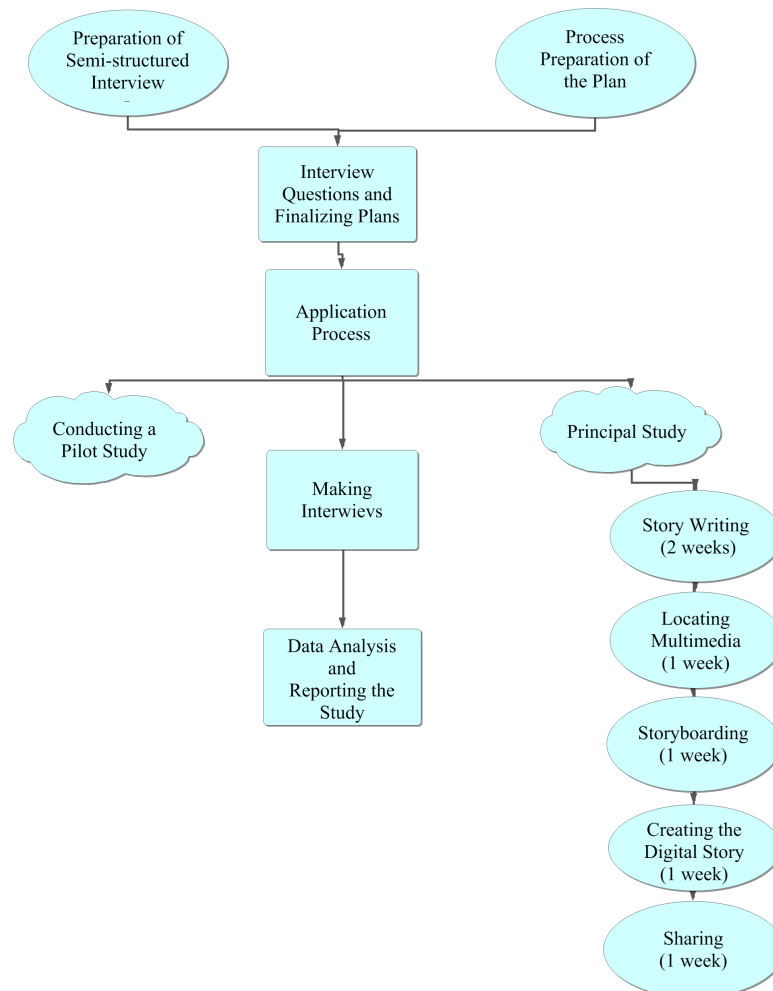 Preparation of
Semi-structured
Interview
Process
Preparation of
the Plan
Interview
Questions and
Finalizing Plans
Application
Process
Conducting a
Pilot Study
Principal Study
Making
Interwievs
Story Writing
(2 weeks)
Locating
Multimedia
(1 week)
Data Analysis
and
Reporting the
Study
Storyboarding
(1 week)
Creating the
Digital Story
(1 week)
Sharing
(1 week)